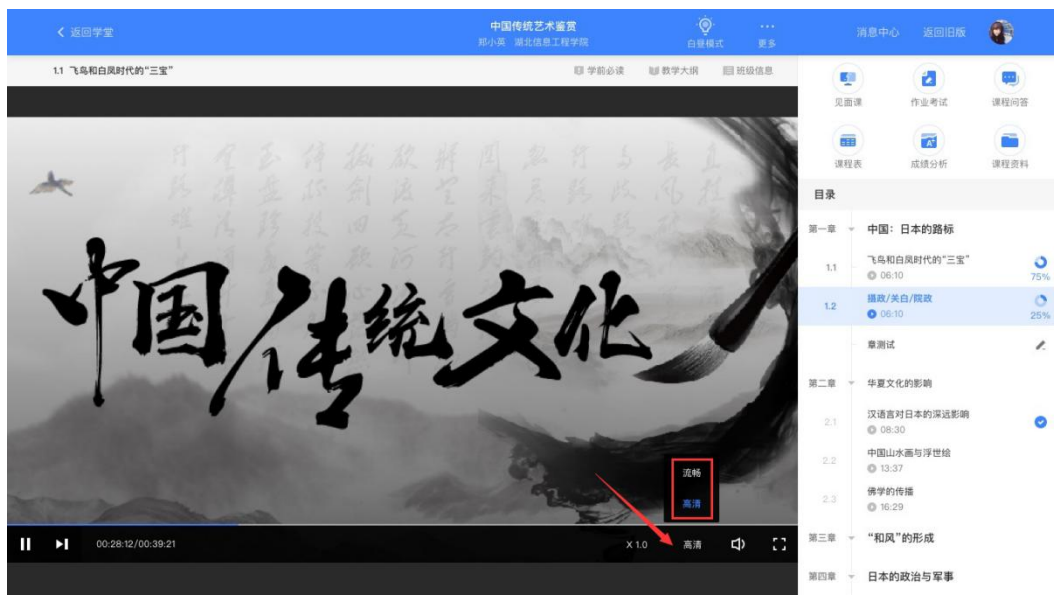 返回学堂
中国传统艺术鉴赏
郑小英 湖北信息工程学院
白昼模式
更多
消息中心
返回旧版
1.1 飞鸟和白凤时代的“三宝”
学前必读
教学大纲
班级信息
中国传统文化
流畅
高清
00:28:12/00:39:21
X 1.0
高清
见面课
作业考试
课程问答
课程表
成绩分析
课程资料
目录
第一章 中国：日本的路标
1.1 飞鸟和白凤时代的“三宝”
06:10
75%
1.2 摄政/关白/院政
06:10
25%
章测试
第二章 华夏文化的影响
2.1 汉语言对日本的深远影响
08:30
2.2 中国山水画与浮世绘
13:37
2.3 佛学的传播
16:29
第三章 “和风”的形成
第四章 日本的政治与军事